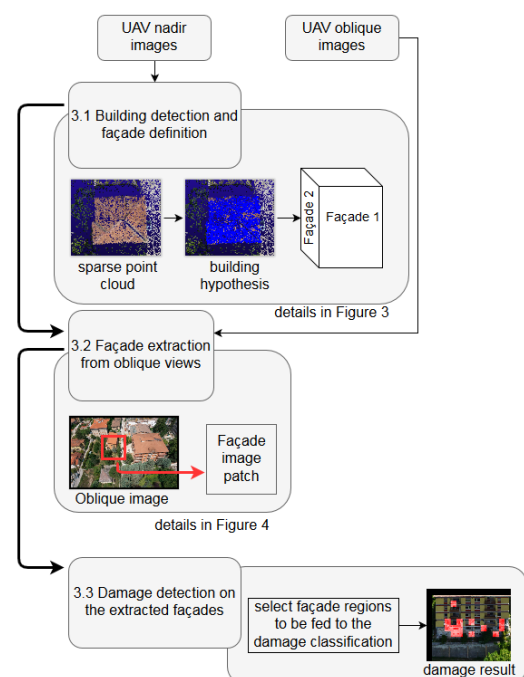 UAV nadir
images
UAV oblique
images
3.1 Building detection and
façade definition
sparse point
cloud
building
hypothesis
Façade 2
Façade 1
details in Figure 3
3.2 Façade extraction
from oblique views
Oblique image
Façade
image
patch
details in Figure 4
3.3 Damage detection on
the extracted façades
select façade regions
to be fed to the
damage classification
damage result